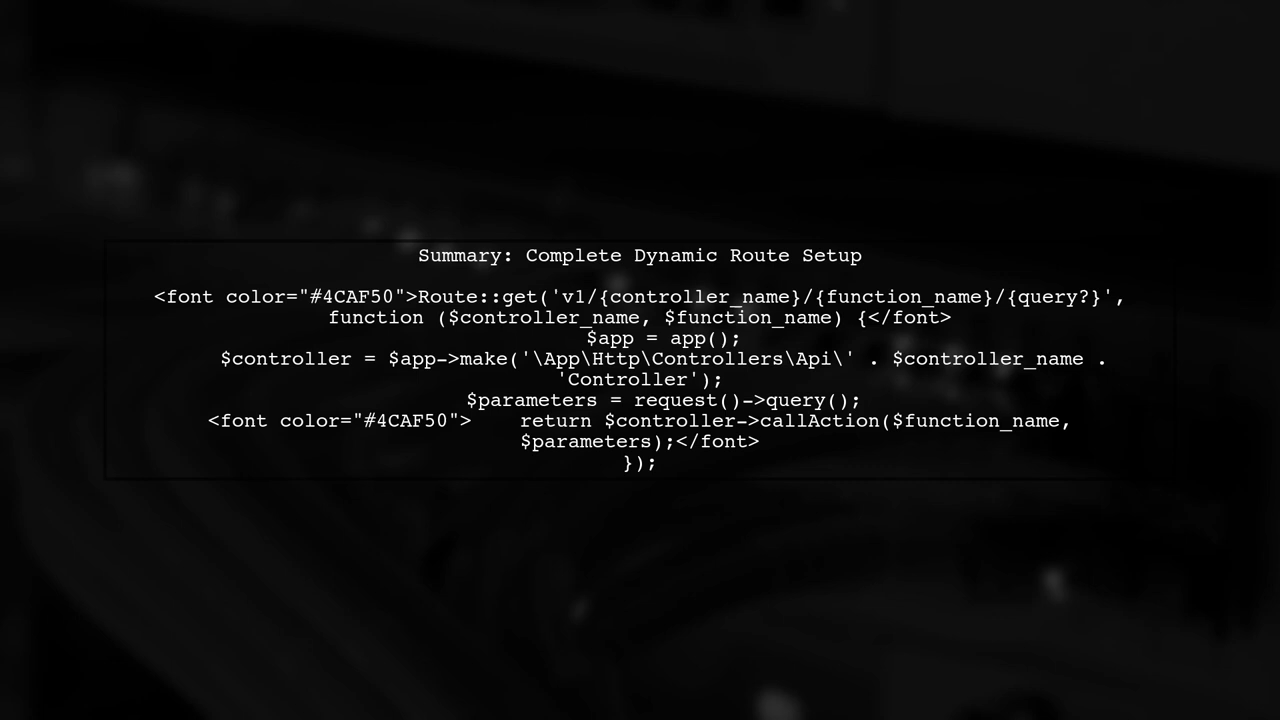 Summary: Complete Dynamic Route Setup
<font color="#4CAF50">Route::get('v1/{controller_name}/{function_name}/{query?}',
function ($controller_name, $function_name) {</font>
$app = app();
$controller = $app->make('\App\Http\Controllers\Api\' . $controller_name .
'Controller');
$parameters = request()->query();
<font color="#4CAF50">    return $controller->callAction($function_name,
$parameters);</font>
});